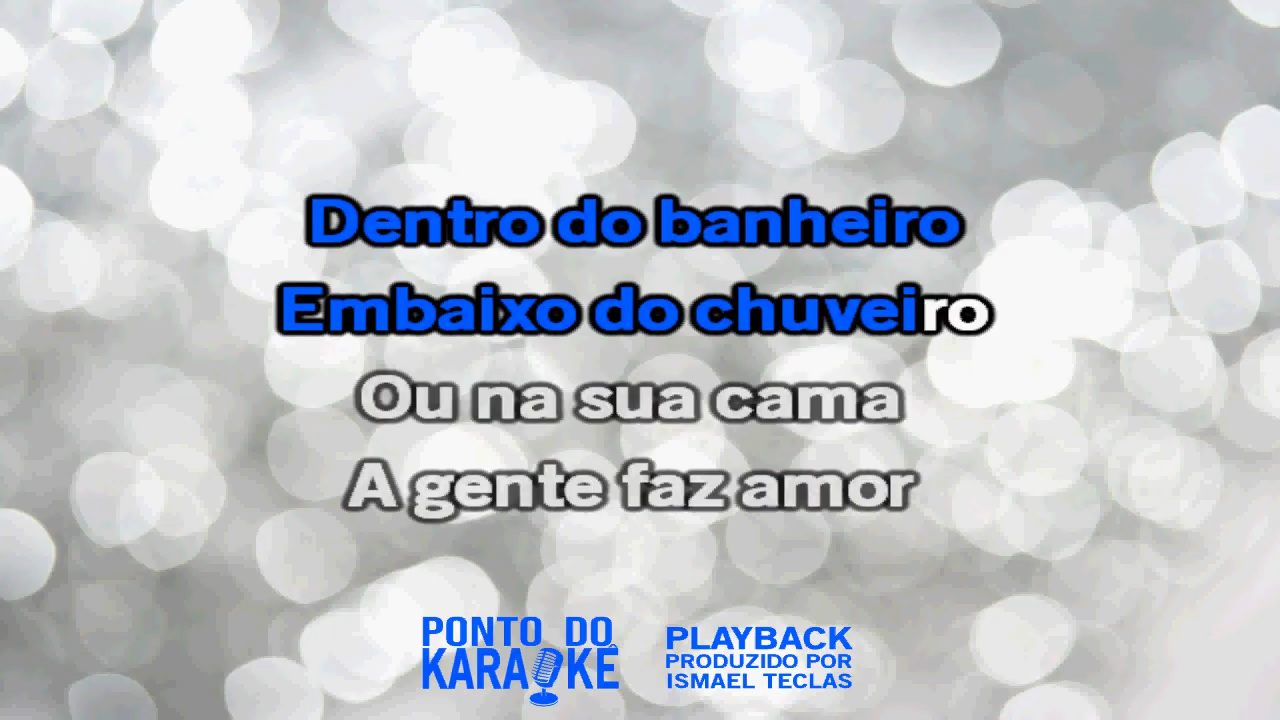 Dentro do banheiro
Embaixo do chuveiro
Ou na sua cama
A gente faz amor
PONTO DO
KARAOKÊ
PLAYBACK
PRODUZIDO POR
ISMAEL TECLAS